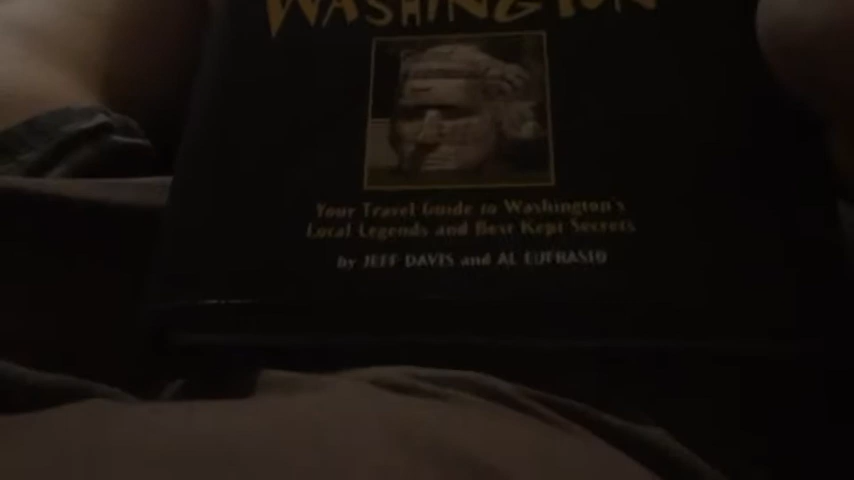 WASHINGTON
Your Travel Guide to Washington's
Local Legends and Best Kept Secrets
by JEFF DAVIS and AL EUFRASIO